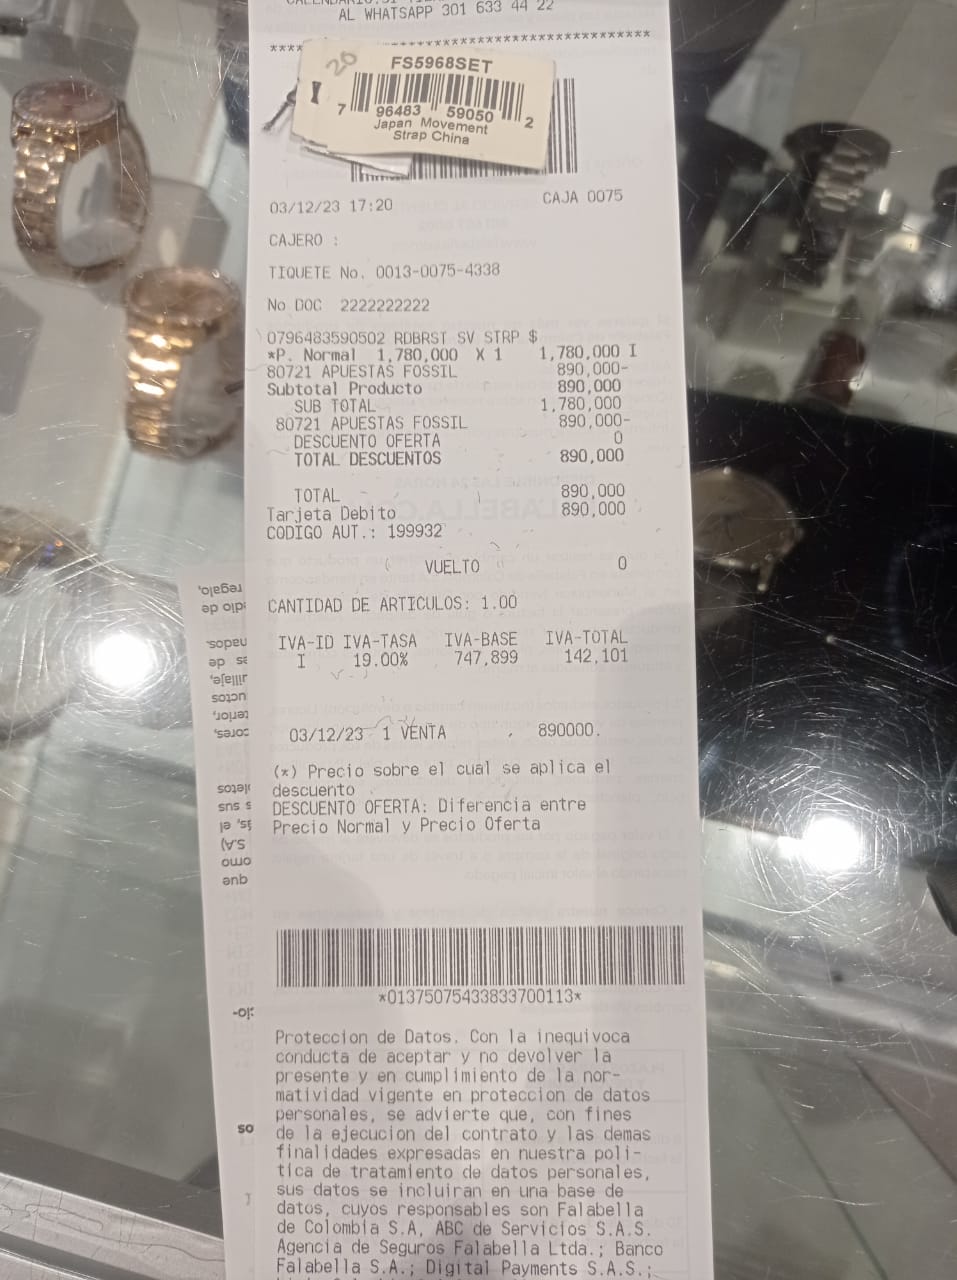 AL WHATSAPP 301 633 44 22
20
FS5968SET
7 96483 59050 2
Japan Movement
Strap China
03/12/23 17:20 CAJA 0075
CAJERO :
TIQUETE No. 0013-0075-4338
No DOC 2222222222
0796483590502 RDBRST SV STRP $
*P. Normal 1,780,000 X 1 1,780,000 I
80721 APUESTAS FOSSIL 890,000-
Subtotal Producto 890,000
SUB TOTAL 1,780,000
80721 APUESTAS FOSSIL 890,000-
DESCUENTO OFERTA 0
TOTAL DESCUENTOS 890,000
TOTAL 890,000
Tarjeta Debito 890,000
CODIGO AUT.: 199932
VUELTO 0
CANTIDAD DE ARTICULOS: 1.00
IVA-ID IVA-TASA IVA-BASE IVA-TOTAL
I 19.00% 747,899 142,101
03/12/23 1 VENTA 890000.
(*) Precio sobre el cual se aplica el
descuento
DESCUENTO OFERTA: Diferencia entre
Precio Normal y Precio Oferta
*01375075433833700113*
Proteccion de Datos. Con la inequivoca
conducta de aceptar y no devolver la
presente y en cumplimiento de la nor-
matividad vigente en proteccion de datos
personales, se advierte que, con fines
de la ejecucion del contrato y las demas
finalidades expresadas en nuestra poli-
tica de tratamiento de datos personales,
sus datos se incluiran en una base de
datos, cuyos responsables son Falabella
de Colombia S.A, ABC de Servicios S.A.S.
Agencia de Seguros Falabella Ltda.; Banco
Falabella S.A.; Digital Payments S.A.S.;